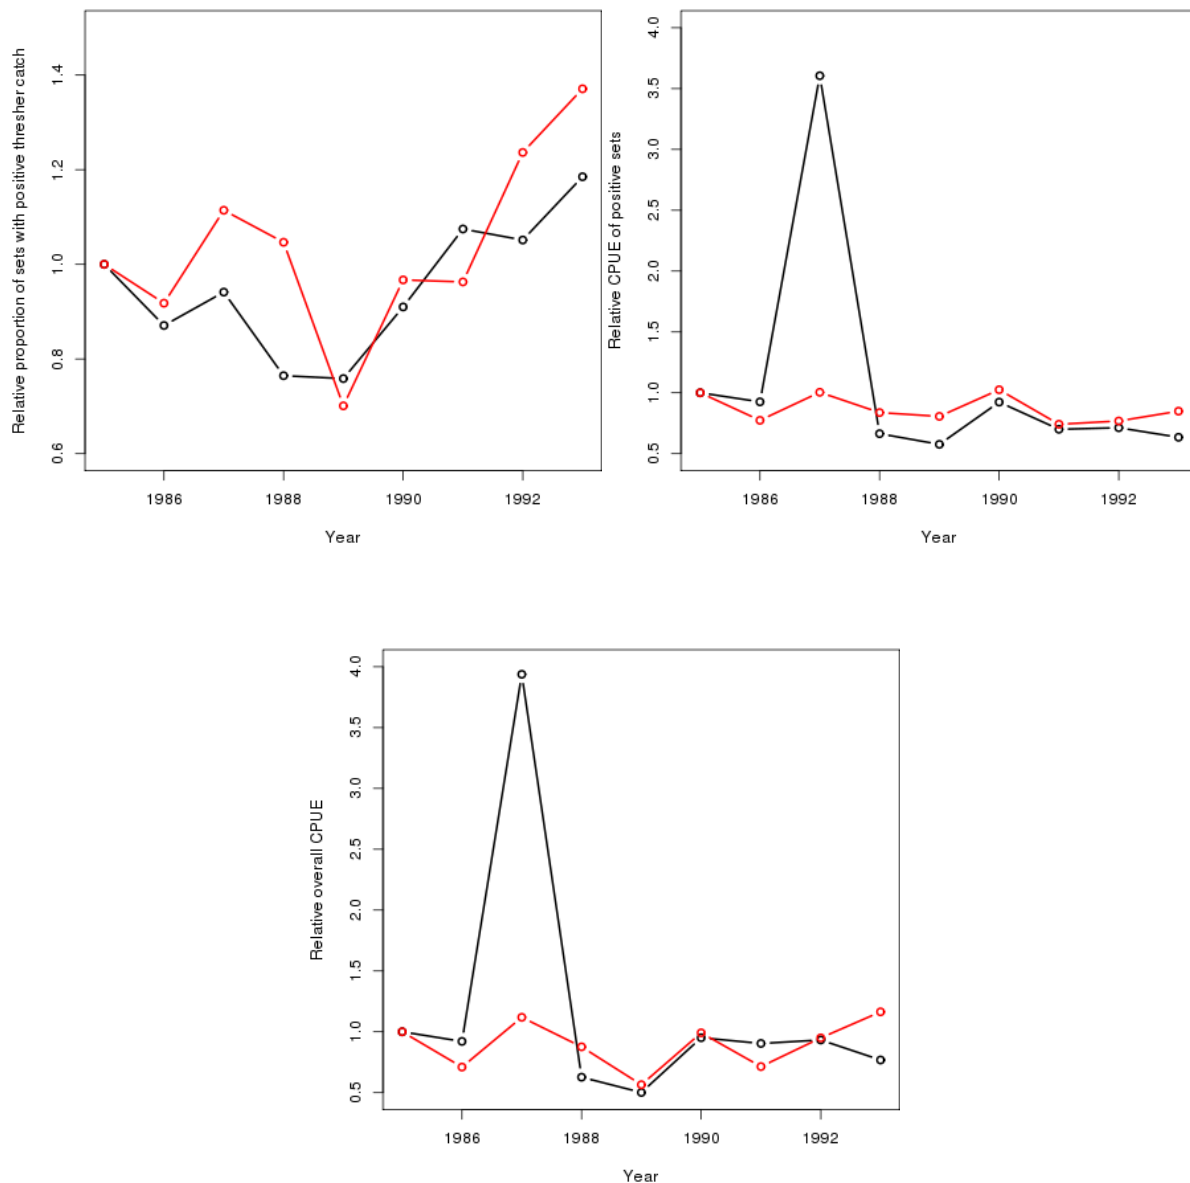 Relative proportion of sets with positive thresher catch
1.4
1.2
1.0
0.8
0.6
1986 1988 1990 1992
Year
Relative CPUE of positive sets
4.0
3.5
3.0
2.5
2.0
1.5
1.0
0.5
1986 1988 1990 1992
Year
Relative overall CPUE
4.0
3.5
3.0
2.5
2.0
1.5
1.0
0.5
1986 1988 1990 1992
Year